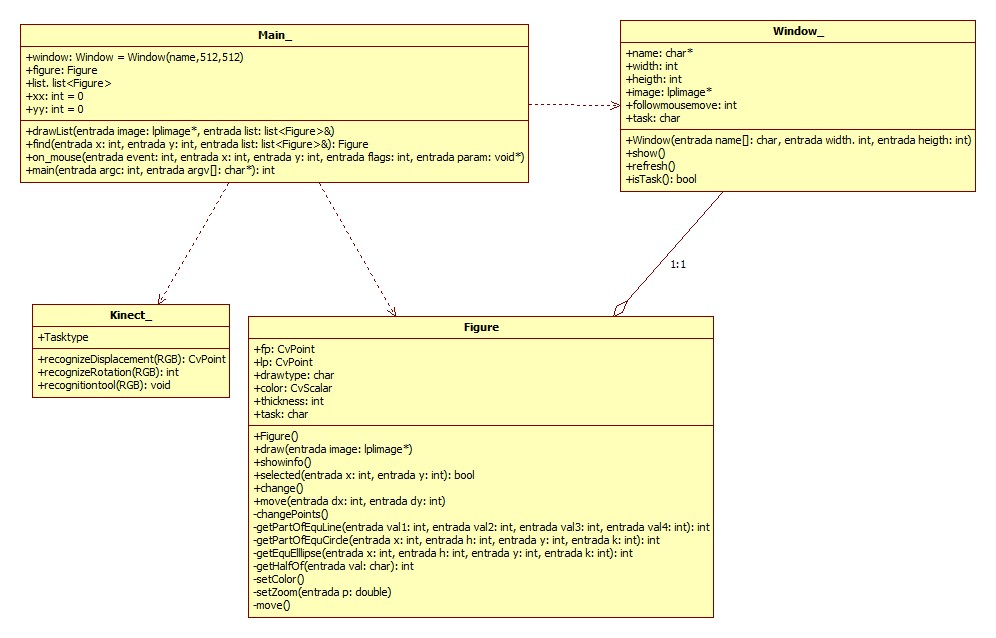 Main_
+window: Window = Window(name,512,512)
+figure: Figure
+list. list<Figure>
+xx: int = 0
+yy: int = 0
+drawList(entrada image: lplimage*, entrada list: list<Figure>&)
+find(entrada x: int, entrada y: int, entrada list: list<Figure>&): Figure
+on_mouse(entrada event: int, entrada x: int, entrada y: int, entrada flags: int, entrada param: void*)
+main(entrada argc: int, entrada argv[]: char*): int
Window_
+name: char*
+width: int
+heigth: int
+image: lplimage*
+followmousemove: int
+task: char
+Window(entrada name[]: char, entrada width. int, entrada heigth: int)
+show()
+refresh()
+isTask(): bool
1:1
Kinect_
+Tasktype
+recognizeDisplacement(RGB): CvPoint
+recognizeRotation(RGB): int
+recognitiontool(RGB): void
Figure
+fp: CvPoint
+lp: CvPoint
+drawtype: char
+color: CvScalar
+thickness: int
+task: char
+Figure()
+draw(entrada image: lplimage*)
+showinfo()
+selected(entrada x: int, entrada y: int): bool
+change()
+move(entrada dx: int, entrada dy: int)
-changePoints()
-getPartOfEquLine(entrada val1: int, entrada val2: int, entrada val3: int, entrada val4: int): int
-getPartOfEquCircle(entrada x: int, entrada h: int, entrada y: int, entrada k: int): int
-getEquElllipse(entrada x: int, entrada h: int, entrada y: int, entrada k: int): int
-getHalfOf(entrada val: char): int
-setColor()
-setZoom(entrada p: double)
-move()